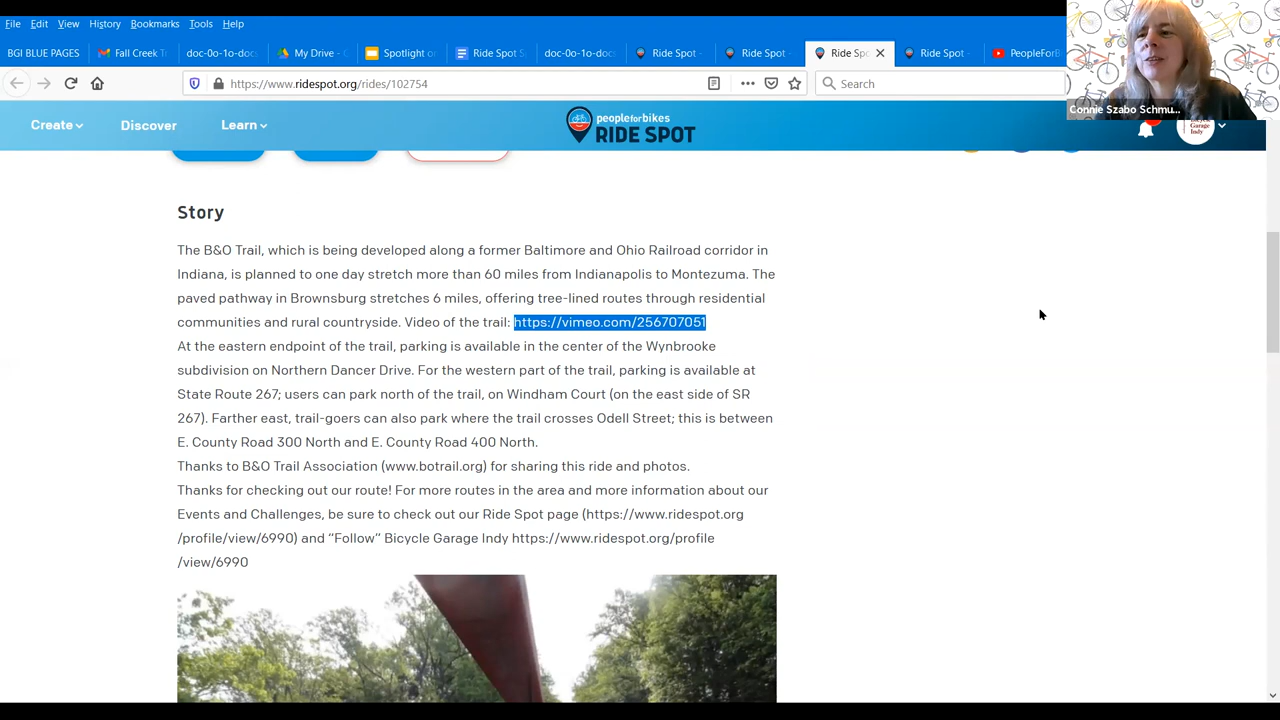 File Edit View History Bookmarks Tools Help
BGI BLUE PAGES Fall Creek T doc-0o-1o-docs My Drive - Spotlight o Ride Spot S doc-0o-1o-docs Ride Spot - Ride Spot - Ride Spo Ride Spot - PeopleForB
https://www.ridespot.org/rides/102754 Search
Connie Szabo Schmu...
Create Discover Learn peopleforbikes RIDE SPOT Bicycle Garage Indy
Story
The B&O Trail, which is being developed along a former Baltimore and Ohio Railroad corridor in
Indiana, is planned to one day stretch more than 60 miles from Indianapolis to Montezuma. The
paved pathway in Brownsburg stretches 6 miles, offering tree-lined routes through residential
communities and rural countryside. Video of the trail: https://vimeo.com/256707051
At the eastern endpoint of the trail, parking is available in the center of the Wynbrooke
subdivision on Northern Dancer Drive. For the western part of the trail, parking is available at
State Route 267; users can park north of the trail, on Windham Court (on the east side of SR
267). Farther east, trail-goers can also park where the trail crosses Odell Street; this is between
E. County Road 300 North and E. County Road 400 North.
Thanks to B&O Trail Association (www.botrail.org) for sharing this ride and photos.
Thanks for checking out our route! For more routes in the area and more information about our
Events and Challenges, be sure to check out our Ride Spot page (https://www.ridespot.org
/profile/view/6990) and “Follow” Bicycle Garage Indy https://www.ridespot.org/profile
/view/6990